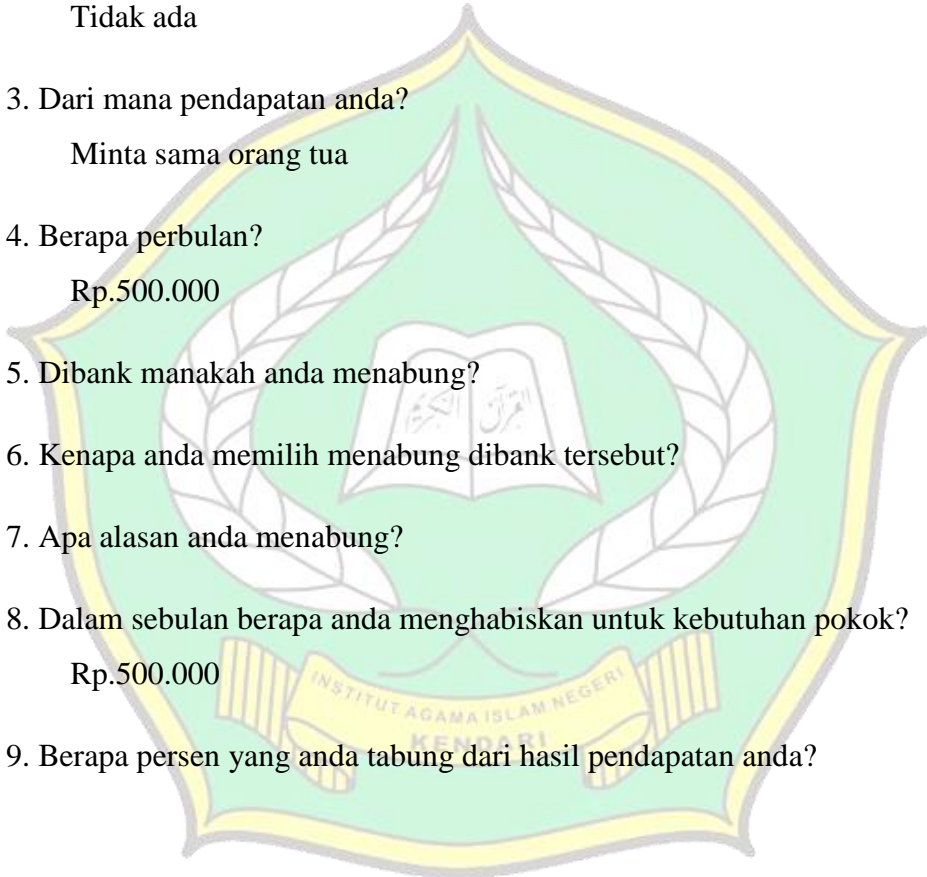 Tidak ada
3. Dari mana pendapatan anda?
Minta sama orang tua
4. Berapa perbulan?
Rp.500.000
5. Dibank manakah anda menabung?
القرآن الكريم
6. Kenapa anda memilih menabung dibank tersebut?
7. Apa alasan anda menabung?
8. Dalam sebulan berapa anda menghabiskan untuk kebutuhan pokok?
Rp.500.000
INSTITUT AGAMA ISLAM NEGERI
KENDARI
9. Berapa persen yang anda tabung dari hasil pendapatan anda?